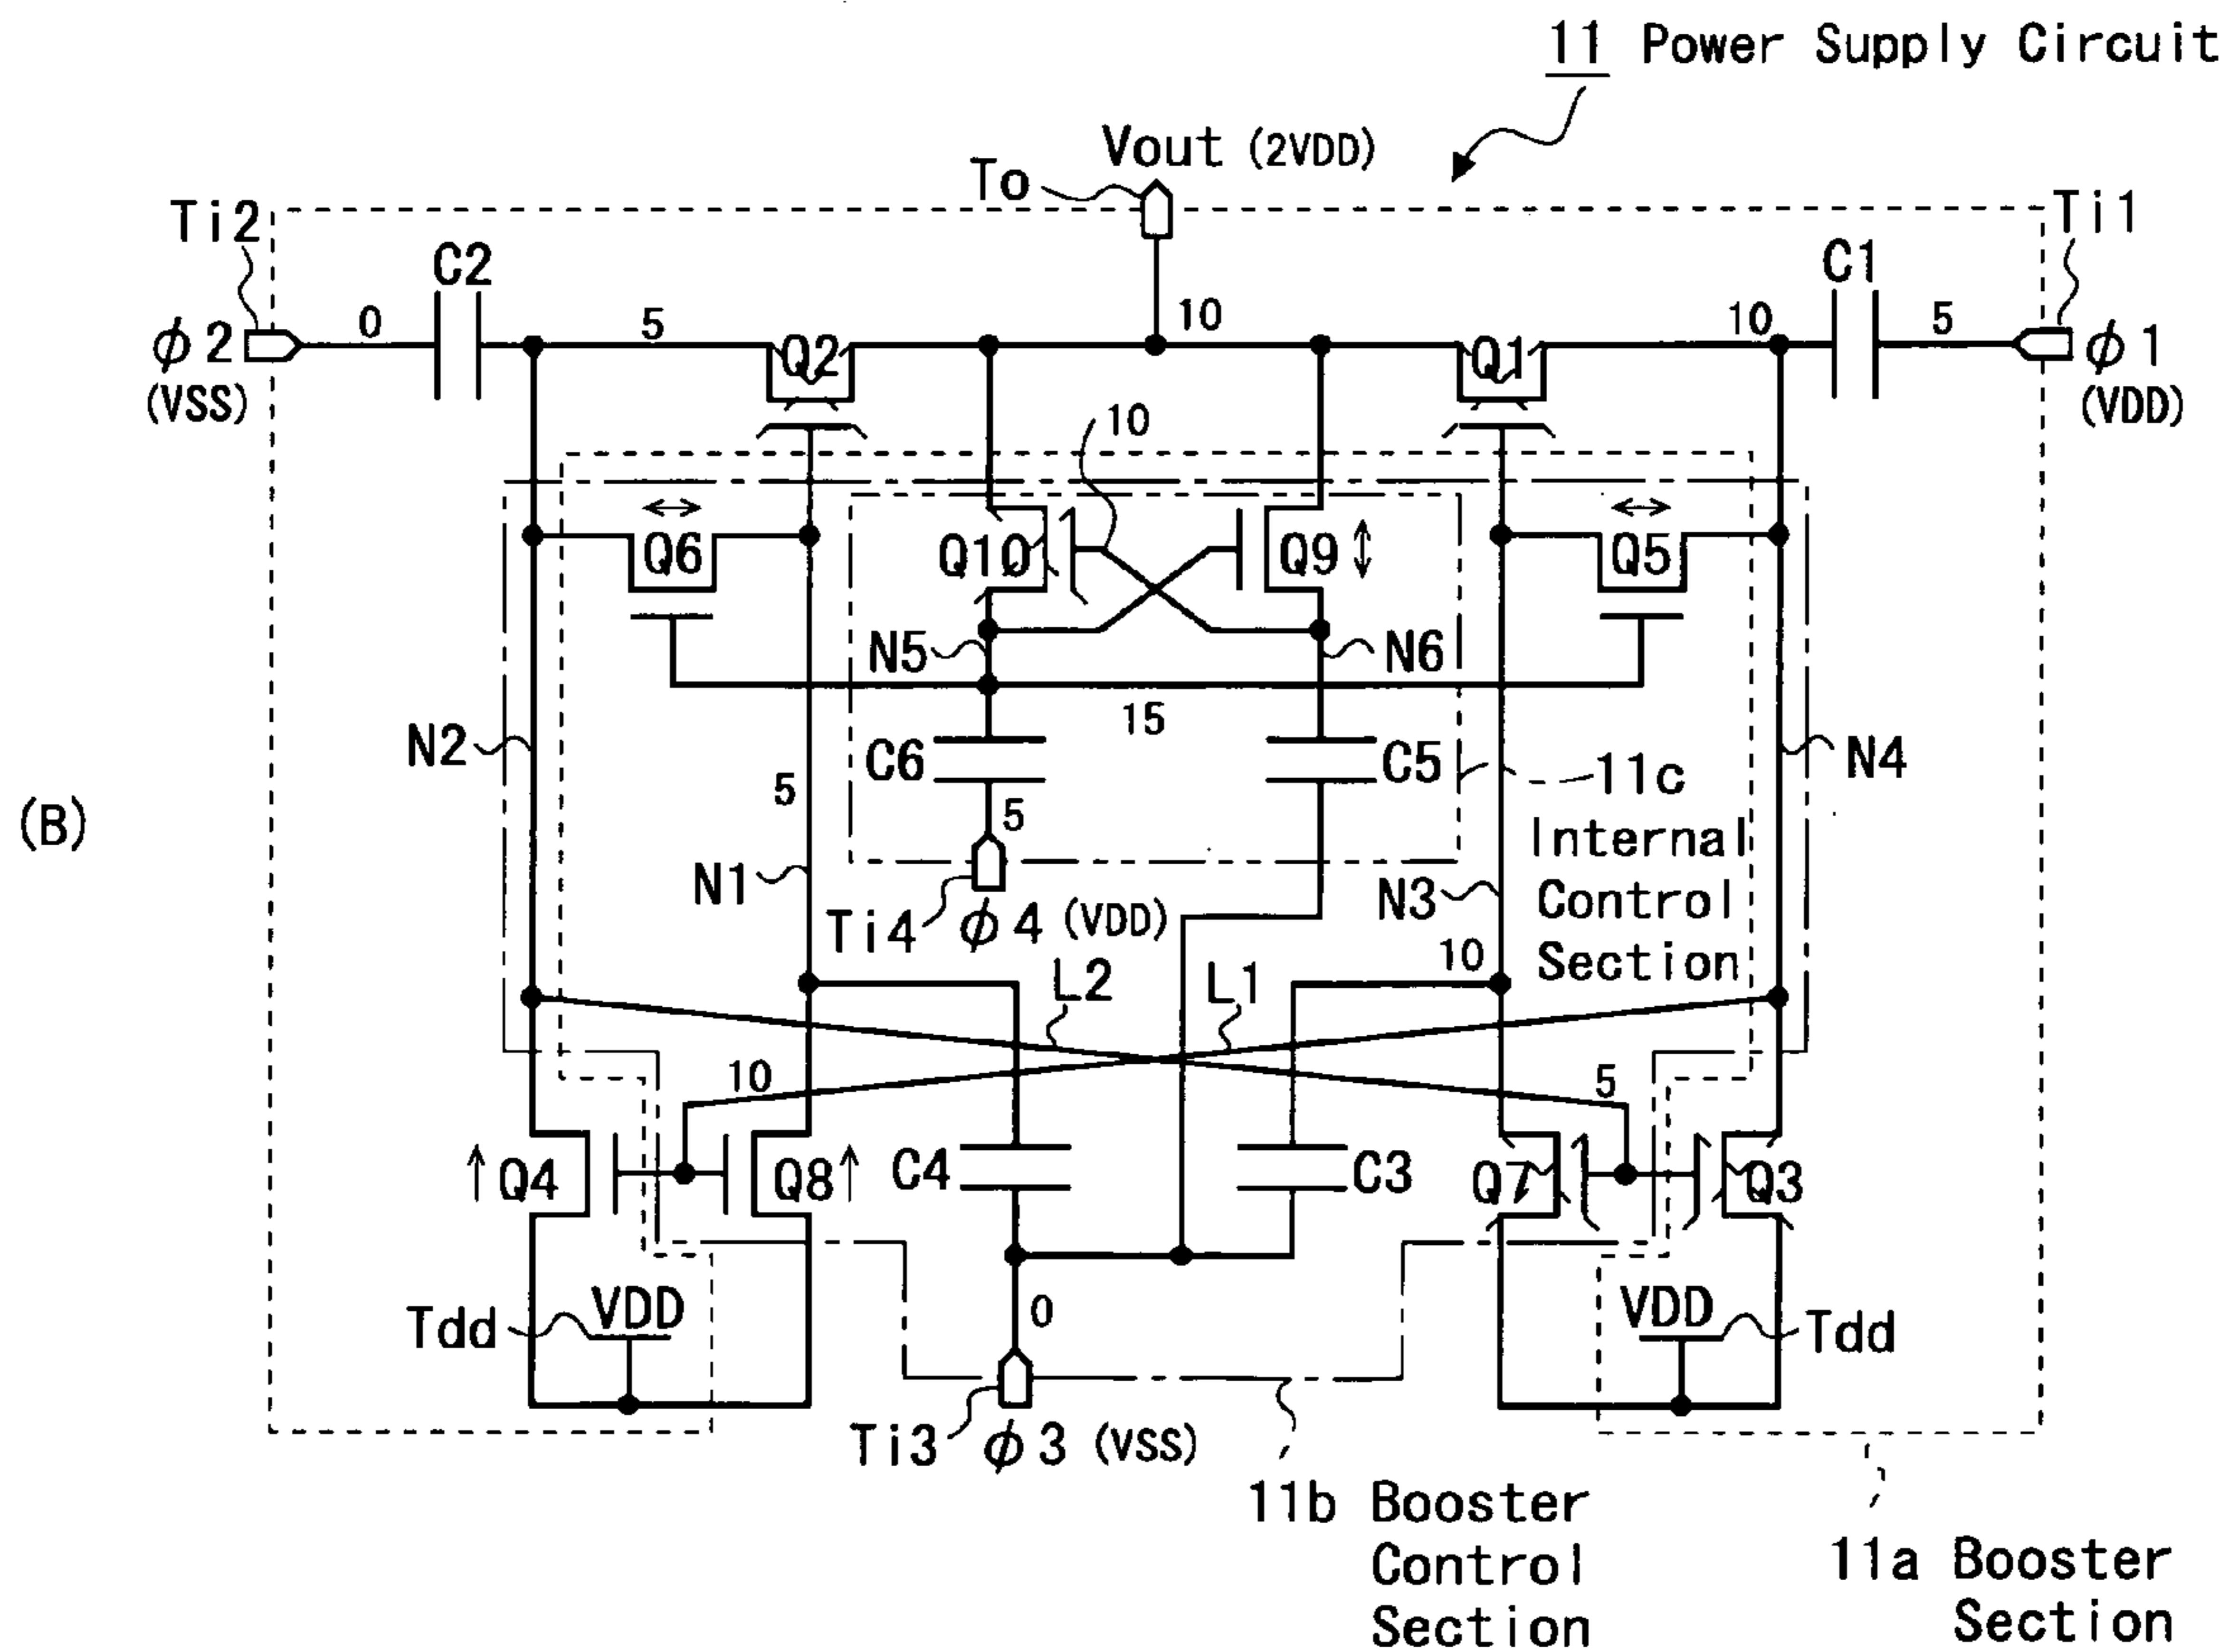 11 Power Supply Circuit
Vout (2VDD)
To
Ti2
Ti1
C2
C1
0
5
10
10
5
ϕ2
(VSS)
Q2
Q1
ϕ1
(VDD)
10
Q6
Q10
Q9
Q5
N5
N6
15
N2
C6
C5
11c
Internal
Control
Section
N4
(B)
5
5
N1
N3
Ti4
ϕ4 (VDD)
10
L2
L1
10
5
Q4
Q8
C4
C3
Q7
Q3
Tdd
VDD
0
VDD
Tdd
Ti3
ϕ3 (VSS)
11b Booster
Control
Section
11a Booster
Section